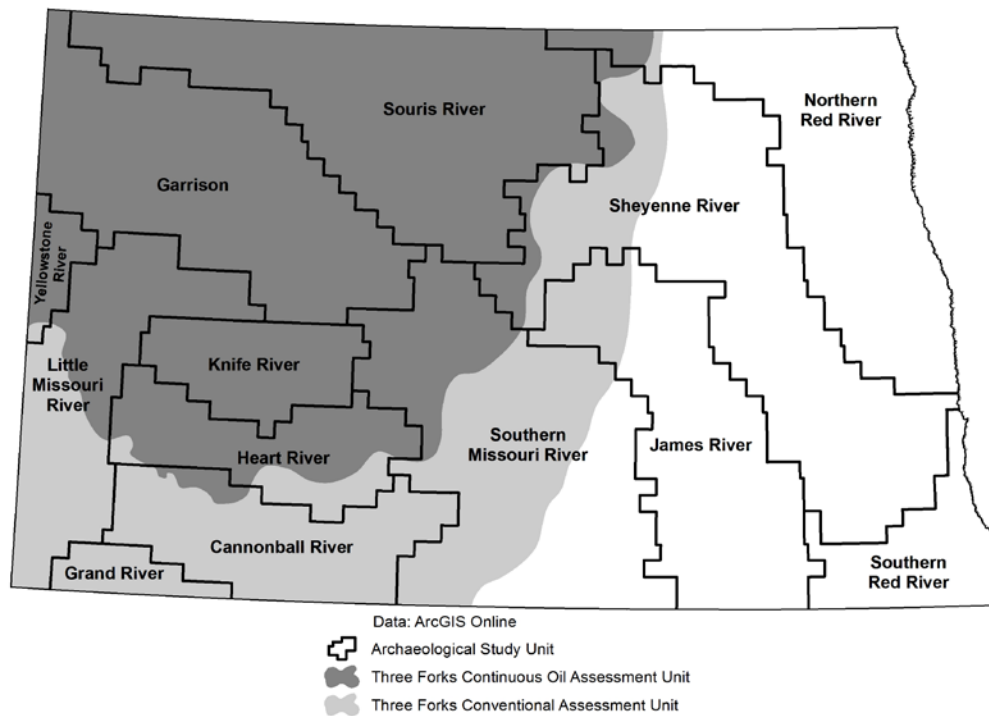 Souris River
Northern
Red River
Garrison
Sheyenne River
Yellowstone
River
Knife River
Little
Missouri
River
Heart River
Southern
Missouri River
James River
Cannonball River
Grand River
Southern
Red River
Data: ArcGIS Online
Archaeological Study Unit
Three Forks Continuous Oil Assessment Unit
Three Forks Conventional Assessment Unit